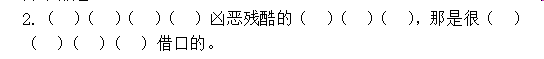 2. （ ）（ ）（ ）（ ）凶恶残酷的（ ）（ ）（ ），那是很（ ）
（ ）（ ）（ ）借口的。